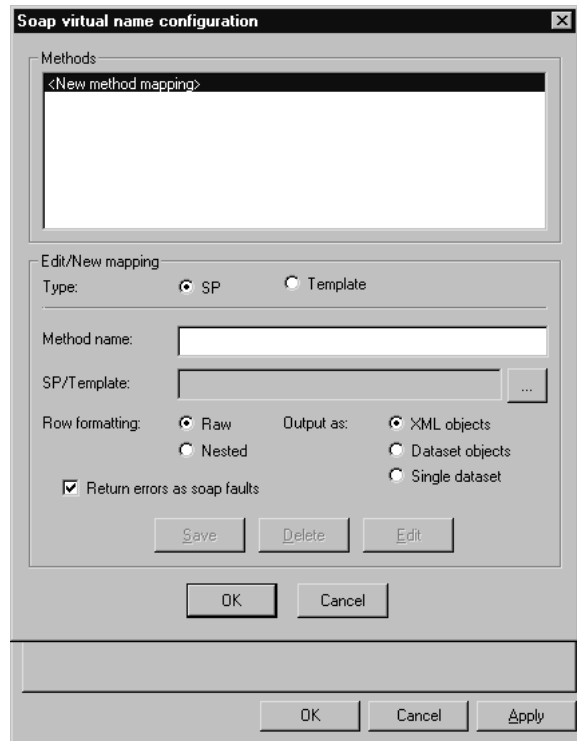 Soap virtual name configuration
Methods
<New method mapping>
Edit/New mapping
Type: SP Template
Method name:
SP/Template: ...
Row formatting: Raw Output as: XML objects
Nested Dataset objects
Single dataset
Return errors as soap faults
Save Delete Edit
OK Cancel
OK Cancel Apply